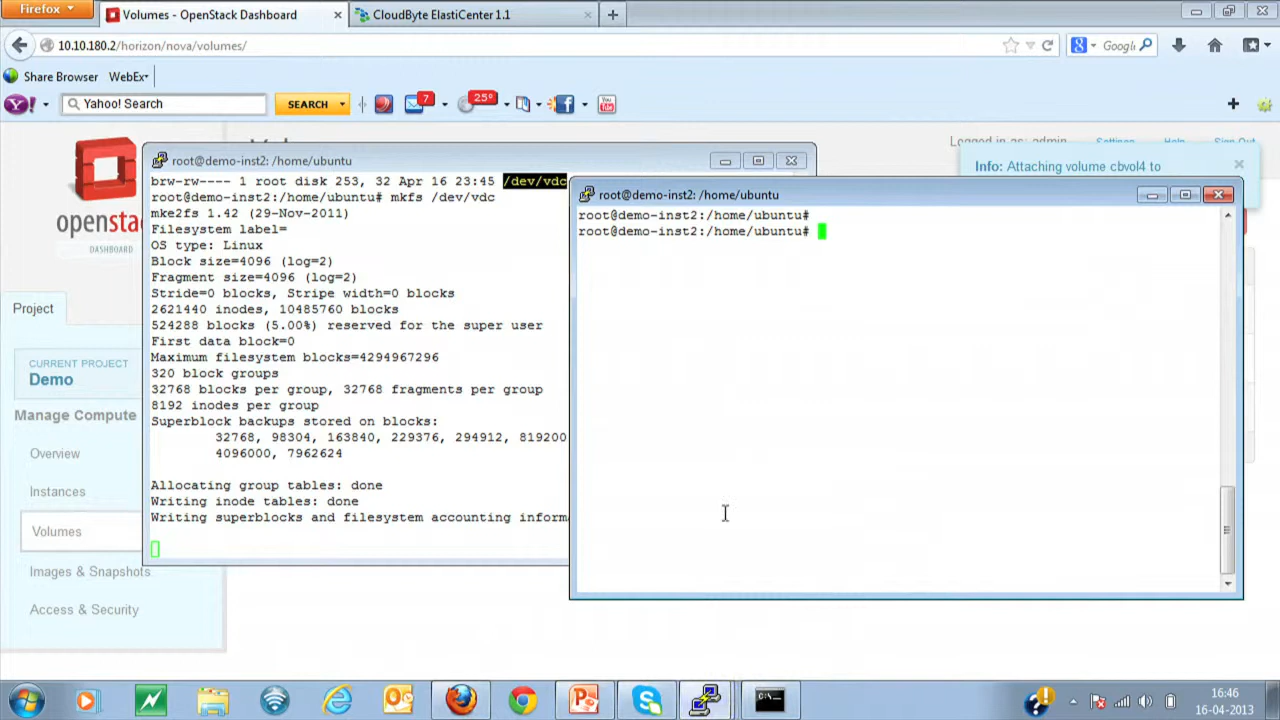 Firefox
Volumes - OpenStack Dashboard
CloudByte ElastiCenter 1.1
10.10.180.2/horizon/nova/volumes/
Googl
Share Browser
WebEx
Yahoo! Search
SEARCH
7
25°
Logged in as: admin
Settings
Help
Sign Out
Info: Attaching volume cbvol4 to
opensta
DASHBOARD
Project
CURRENT PROJECT
Demo
Manage Compute
Overview
Instances
Volumes
Images & Snapshots
Access & Security
root@demo-inst2: /home/ubuntu
brw-rw---- 1 root disk 253, 32 Apr 16 23:45 /dev/vdc
root@demo-inst2:/home/ubuntu# mkfs /dev/vdc
mke2fs 1.42 (29-Nov-2011)
Filesystem label=
OS type: Linux
Block size=4096 (log=2)
Fragment size=4096 (log=2)
Stride=0 blocks, Stripe width=0 blocks
2621440 inodes, 10485760 blocks
524288 blocks (5.00%) reserved for the super user
First data block=0
Maximum filesystem blocks=4294967296
320 block groups
32768 blocks per group, 32768 fragments per group
8192 inodes per group
Superblock backups stored on blocks:
32768, 98304, 163840, 229376, 294912, 819200
4096000, 7962624
Allocating group tables: done
Writing inode tables: done
Writing superblocks and filesystem accounting inform
root@demo-inst2: /home/ubuntu
root@demo-inst2:/home/ubuntu#
root@demo-inst2:/home/ubuntu#
16:46
16-04-2013